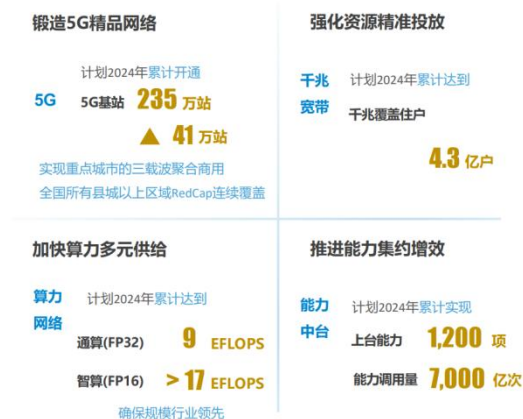 锻造5G精品网络
计划2024年累计开通
5G
5G基站 235 万站
▲ 41 万站
实现重点城市的三载波聚合商用
全国所有县城以上区域RedCap连续覆盖
强化资源精准投放
千兆
宽带
计划2024年累计达到
千兆覆盖住户
4.3 亿户
加快算力多元供给
算力
网络
计划2024年累计达到
通算(FP32) 9 EFLOPS
智算(FP16) >17 EFLOPS
确保规模行业领先
推进能力集约增效
能力
中台
计划2024年累计实现
上台能力 1,200 项
能力调用量 7,000 亿次